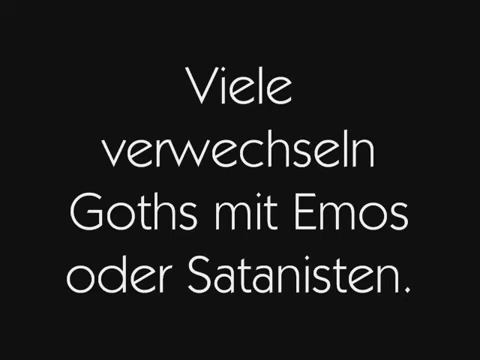 Viele
verwechseln
Goths mit Emos
oder Satanisten.